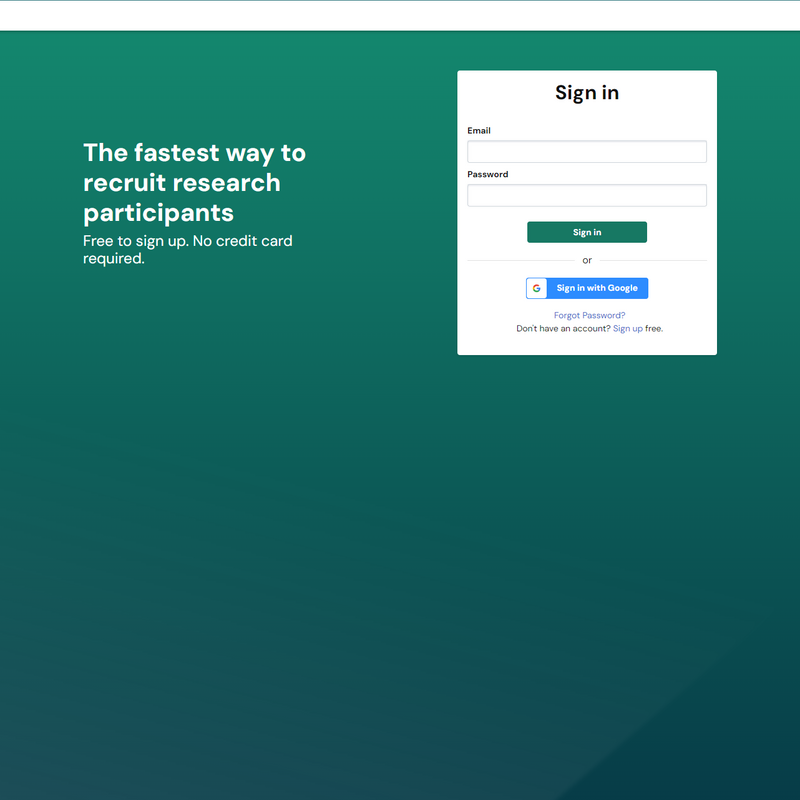 The fastest way to
recruit research
participants
Free to sign up. No credit card
required.
Sign in
Email
Password
Sign in
or
Sign in with Google
Forgot Password?
Don't have an account? Sign up free.